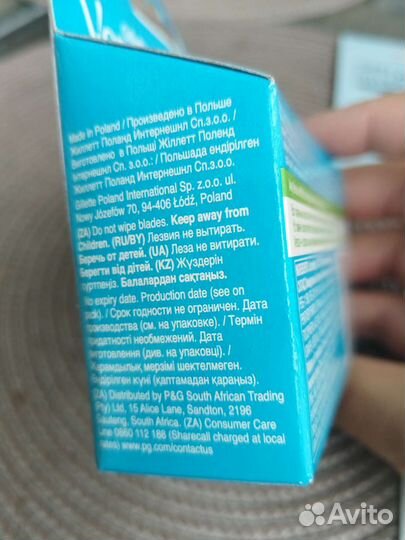 Made in Poland / Произведено в Польше
Жиллетт Поланд Интернешнл Сп.з.о.о. /
Виготовлено в Польщі Жіллетт Поленд
Інтернешнл Сп. з.о.о.: / Польшада өндірілген
Жиллетт Поланд Интернешнл Сп.з.о.о.
Gillette Poland International Sp. z.o.o. ul.
Nowy Józefów 70, 94-406 Łódź, Poland
(ZA) Do not wipe blades. Keep away from
Children. (RU/BY) Лезвия не вытирать.
Беречь от детей. (UA) Леза не витирати.
Берегти від дітей. (KZ) Жүздерін
сүртпеңіз. Балалардан сақтаңыз.
No expiry date. Production date (see on
pack). / Срок годности не ограничен. Дата
производства (см. на упаковке). / Термін
придатності необмежений. Дата
виготовлення (див. на упаковці). /
Жарамдылық мерзімі шектелмеген.
Өндірілген күні (қаптамадан қараңыз).
(ZA) Distributed by P&G South African Trading
(Pty) Ltd, 15 Alice Lane, Sandton, 2196
Gauteng, South Africa. (ZA) Consumer Care
Line 0860 112 188 (Sharecall charged at local
rates) www.pg.com/contactus
Avito